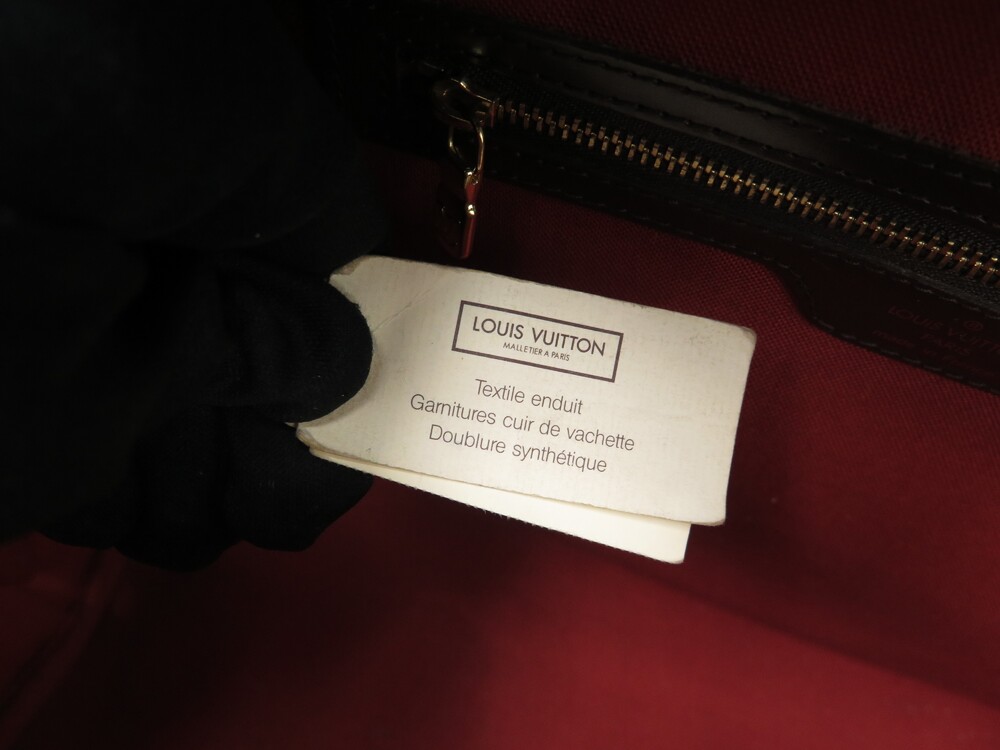 LOUIS VUITTON
MALLETIER A PARIS
Textile enduit
Garnitures cuir de vachette
Doublure synthétique